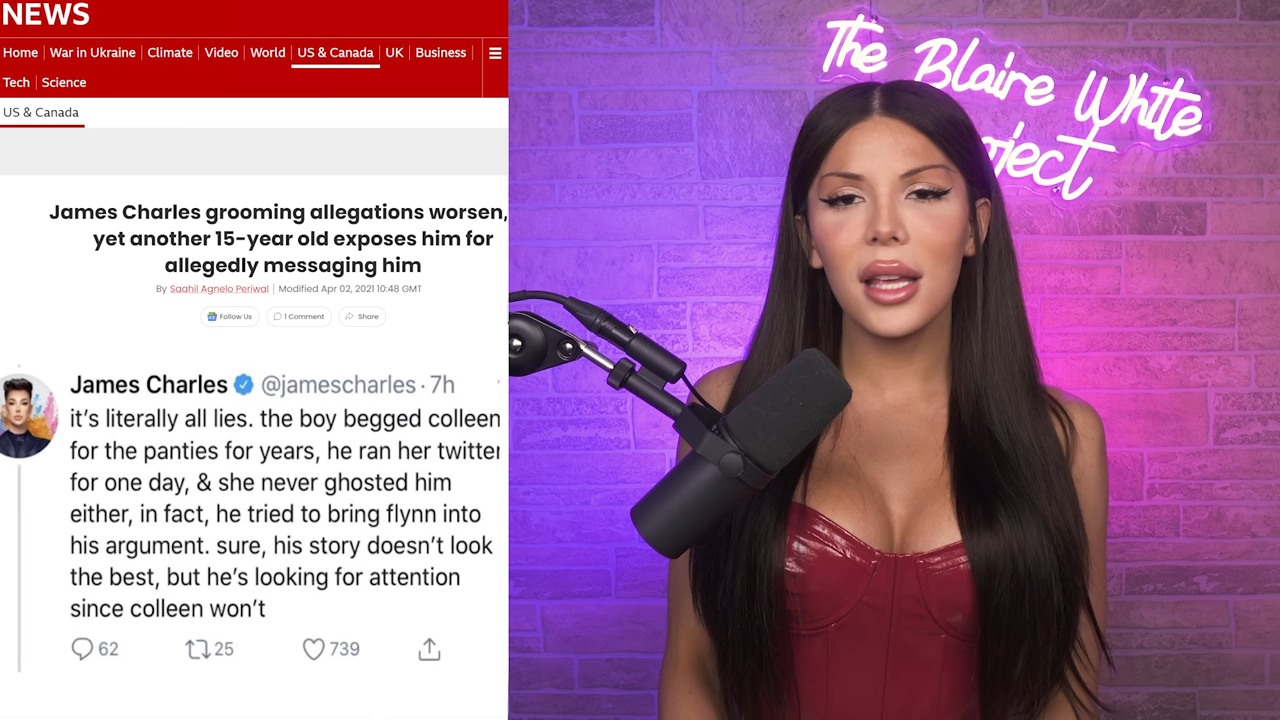 NEWS
Home War in Ukraine Climate Video World US & Canada UK Business
Tech Science
US & Canada
James Charles grooming allegations worsen,
yet another 15-year old exposes him for
allegedly messaging him
By Saahil Agnelo Periwal | Modified Apr 02, 2021 10:48 GMT
Follow Us 1 Comment Share
James Charles @jamescharles · 7h
it's literally all lies. the boy begged colleen
for the panties for years, he ran her twitter
for one day, & she never ghosted him
either, in fact, he tried to bring flynn into
his argument. sure, his story doesn't look
the best, but he's looking for attention
since colleen won't
62 25 739
The Blaire White